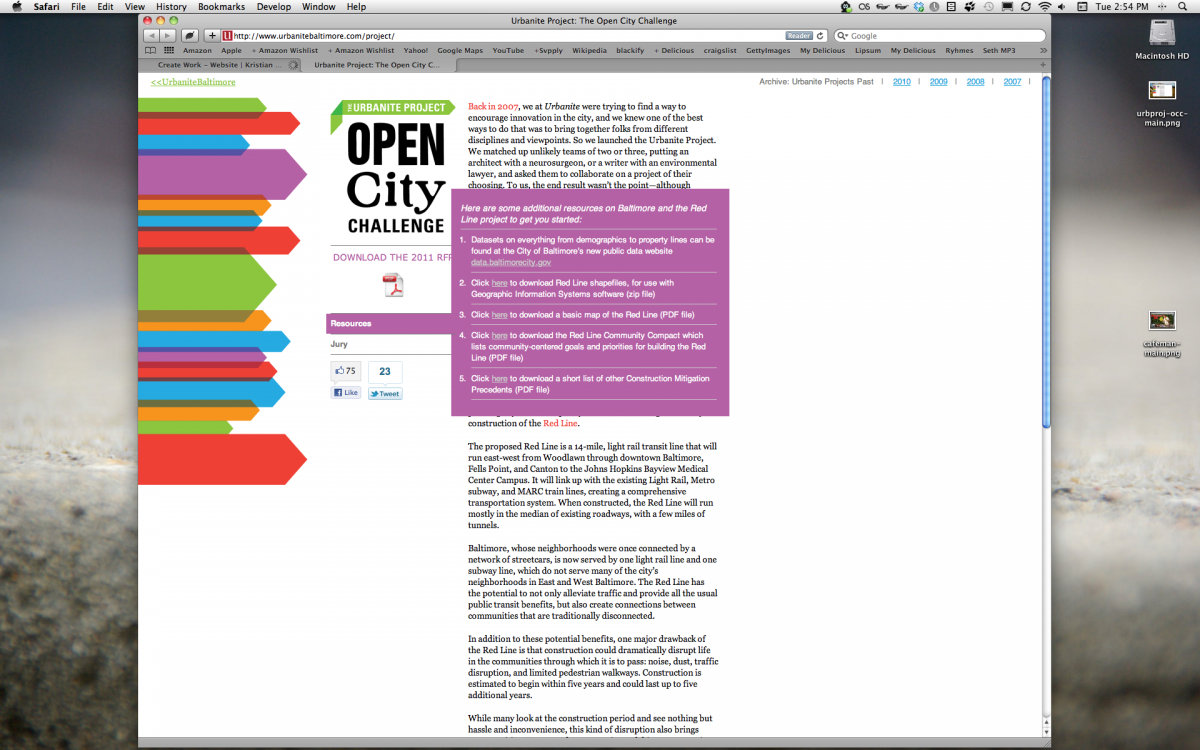 Safari File Edit View History Bookmarks Develop Window Help
Tue 2:54 PM
Urbanite Project: The Open City Challenge
http://www.urbanitebaltimore.com/project/
Reader
Google
Amazon Apple + Amazon Wishlist + Amazon Wishlist Yahoo! Google Maps YouTube +Supply Wikipedia blackify + Delicious craigslist GettyImages My Delicious Lipsum My Delicious Ryhmes Seth MP3 »
Create Work – Website | Kristian ...
Urbanite Project: The Open City C...
<<UrbaniteBaltimore
Archive: Urbanite Projects Past | 2010 | 2009 | 2008 | 2007 |
THE URBANITE PROJECT
OPEN
City
CHALLENGE
DOWNLOAD THE 2011 RFP
Resources
Jury
75
23
Like
Tweet
Back in 2007, we at Urbanite were trying to find a way to
encourage innovation in the city, and we knew one of the best
ways to do that was to bring together folks from different
disciplines and viewpoints. So we launched the Urbanite Project.
We matched up unlikely teams of two or three, putting an
architect with a neurosurgeon, or a writer with an environmental
lawyer, and asked them to collaborate on a project of their
choosing. To us, the end result wasn't the point—although
Here are some additional resources on Baltimore and the Red
Line project to get you started:
1. Datasets on everything from demographics to property lines can be
found at the City of Baltimore's new public data website
data.baltimorecity.gov
2. Click here to download Red Line shapefiles, for use with
Geographic Information Systems software (zip file)
3. Click here to download a basic map of the Red Line (PDF file)
4. Click here to download the Red Line Community Compact which
lists community-centered goals and priorities for building the Red
Line (PDF file)
5. Click here to download a short list of other Construction Mitigation
Precedents (PDF file)
construction of the Red Line.
The proposed Red Line is a 14-mile, light rail transit line that will
run east-west from Woodlawn through downtown Baltimore,
Fells Point, and Canton to the Johns Hopkins Bayview Medical
Center Campus. It will link up with the existing Light Rail, Metro
subway, and MARC train lines, creating a comprehensive
transportation system. When constructed, the Red Line will run
mostly in the median of existing roadways, with a few miles of
tunnels.
Baltimore, whose neighborhoods were once connected by a
network of streetcars, is now served by one light rail line and one
subway line, which do not serve many of the city's
neighborhoods in East and West Baltimore. The Red Line has
the potential to not only alleviate traffic and provide all the usual
public transit benefits, but also create connections between
communities that are traditionally disconnected.
In addition to these potential benefits, one major drawback of
the Red Line is that construction could dramatically disrupt life
in the communities through which it is to pass: noise, dust, traffic
disruption, and limited pedestrian walkways. Construction is
estimated to begin within five years and could last up to five
additional years.
While many look at the construction period and see nothing but
hassle and inconvenience, this kind of disruption also brings
Macintosh HD
urbproj-occ-
main.png
cafeman-
main.png